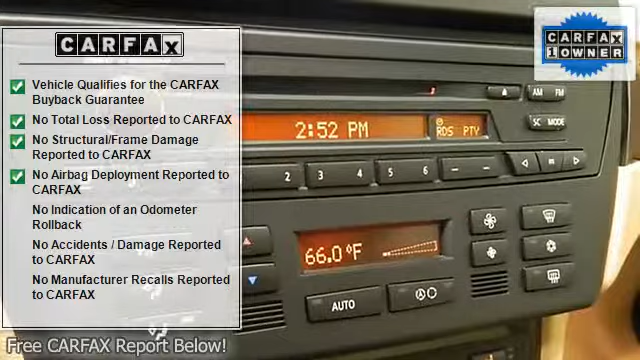 CARFAX
Vehicle Qualifies for the CARFAX
Buyback Guarantee
No Total Loss Reported to CARFAX
No Structural/Frame Damage
Reported to CARFAX
No Airbag Deployment Reported to
CARFAX
No Indication of an Odometer
Rollback
No Accidents / Damage Reported
to CARFAX
No Manufacturer Recalls Reported
to CARFAX
Free CARFAX Report Below!
CARFAX
1 OWNER
AM FM
SC MODE
2:52 PM
RDS PTY
2 3 4 5 6
m
66.0°F
AUTO